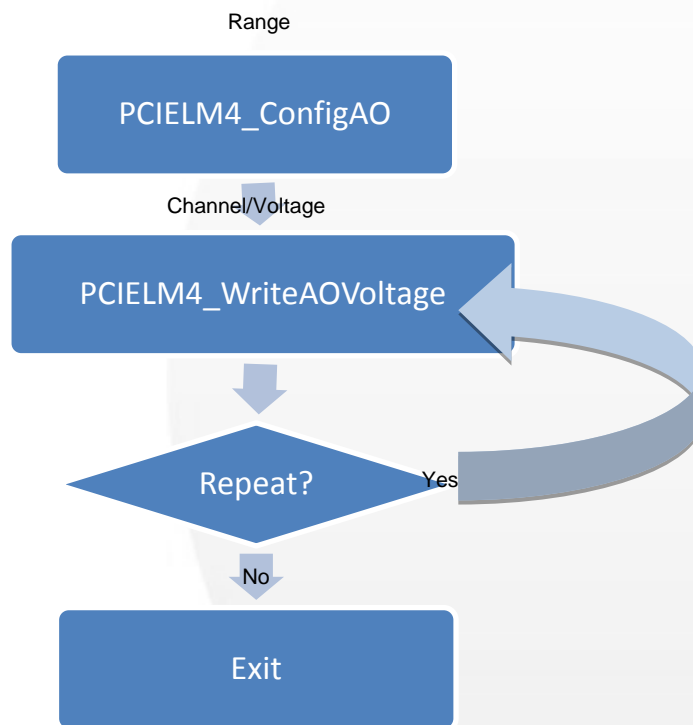 Range
PCIELM4_ConfigAO
Channel/Voltage
PCIELM4_WriteAOVoltage
Repeat?
Yes
No
Exit